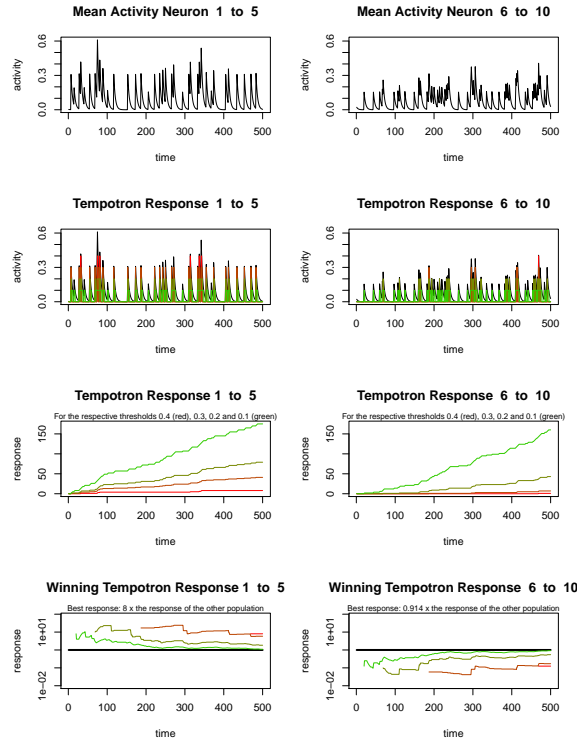 Mean Activity Neuron 1 to 5
activity
0.0 0.3 0.6
0 100 200 300 400 500
time
Mean Activity Neuron 6 to 10
activity
0.0 0.3 0.6
0 100 200 300 400 500
time
Tempotron Response 1 to 5
activity
0.0 0.3 0.6
0 100 200 300 400 500
time
Tempotron Response 6 to 10
activity
0.0 0.3 0.6
0 100 200 300 400 500
time
Tempotron Response 1 to 5
For the respective thresholds 0.4 (red), 0.3, 0.2 and 0.1 (green)
response
0 50 150
0 100 200 300 400 500
time
Tempotron Response 6 to 10
For the respective thresholds 0.4 (red), 0.3, 0.2 and 0.1 (green)
response
0 50 150
0 100 200 300 400 500
time
Winning Tempotron Response 1 to 5
Best response: 8 x the response of the other population
response
1e-02 1e+01
0 100 200 300 400 500
time
Winning Tempotron Response 6 to 10
Best response: 0.914 x the response of the other population
response
1e-02 1e+01
0 100 200 300 400 500
time